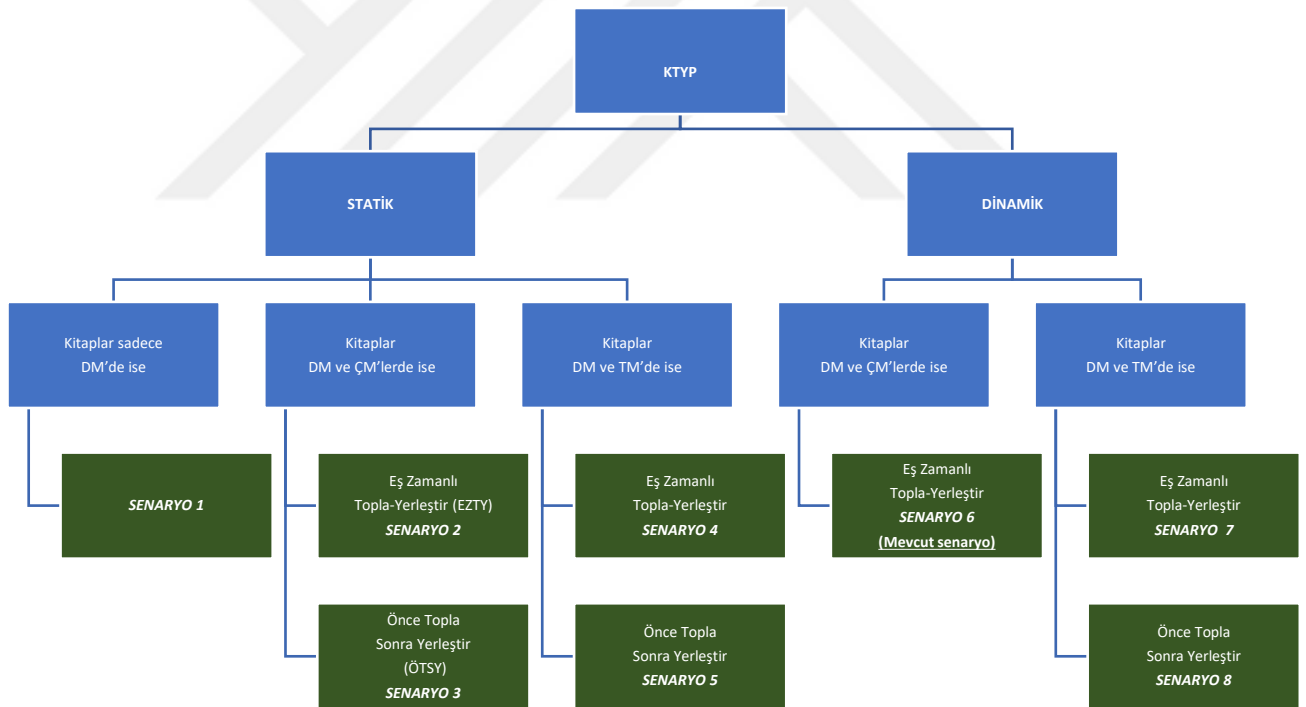 KTYP
STATİK
DİNAMİK
Kitaplar sadece
DM'de ise
Kitaplar
DM ve ÇM'lerde ise
Kitaplar
DM ve TM'de ise
Kitaplar
DM ve ÇM'lerde ise
Kitaplar
DM ve TM'de ise
SENARYO 1
Eş Zamanlı
Topla-Yerleştir (EZTY)
SENARYO 2
Eş Zamanlı
Topla-Yerleştir
SENARYO 4
Eş Zamanlı
Topla-Yerleştir
SENARYO 6
(Mevcut senaryo)
Eş Zamanlı
Topla-Yerleştir
SENARYO 7
Önce Topla
Sonra Yerleştir
(ÖTSY)
SENARYO 3
Önce Topla
Sonra Yerleştir
SENARYO 5
Önce Topla
Sonra Yerleştir
SENARYO 8